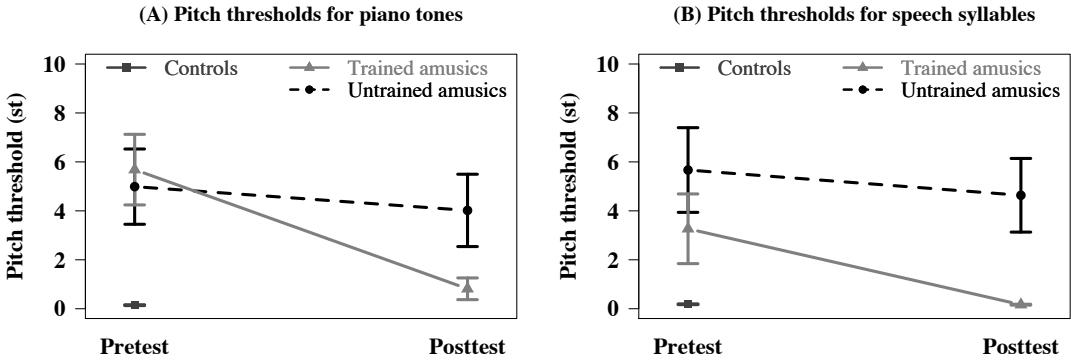 (A) Pitch thresholds for piano tones
Pitch threshold (st)
10
8
6
4
2
0
Controls
Trained amusics
Untrained amusics
Pretest
Posttest
(B) Pitch thresholds for speech syllables
Pitch threshold (st)
10
8
6
4
2
0
Controls
Trained amusics
Untrained amusics
Pretest
Posttest